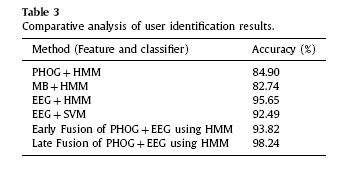 Table 3
Comparative analysis of user identification results.
Method (Feature and classifier) Accuracy (%)
PHOG + HMM 84.90
MB + HMM 82.74
EEG + HMM 95.65
EEG + SVM 92.49
Early Fusion of PHOG + EEG using HMM 93.82
Late Fusion of PHOG + EEG using HMM 98.24